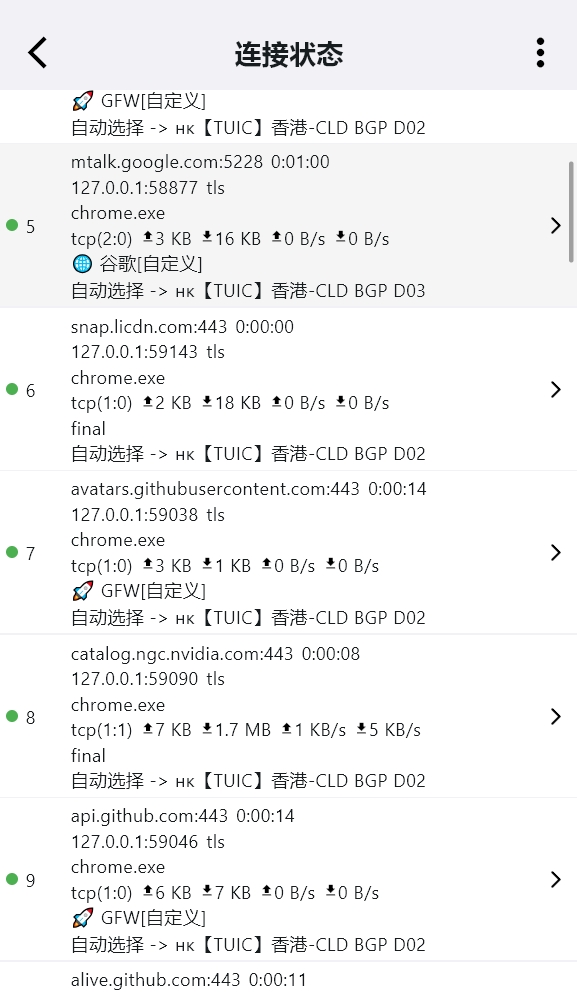 连接状态
🚀 GFW[自定义]
自动选择 -> ʜᴋ【TUIC】香港-CLD BGP D02
mtalk.google.com:5228 0:01:00
127.0.0.1:58877 tls
chrome.exe
5
tcp(2:0) ⬆3 KB ⬇16 KB ⬆0 B/s ⬇0 B/s
🌐 谷歌[自定义]
自动选择 -> ʜᴋ【TUIC】香港-CLD BGP D03
snap.licdn.com:443 0:00:00
127.0.0.1:59143 tls
chrome.exe
6
tcp(1:0) ⬆2 KB ⬇18 KB ⬆0 B/s ⬇0 B/s
final
自动选择 -> ʜᴋ【TUIC】香港-CLD BGP D02
avatars.githubusercontent.com:443 0:00:14
127.0.0.1:59038 tls
chrome.exe
7
tcp(1:0) ⬆3 KB ⬇1 KB ⬆0 B/s ⬇0 B/s
🚀 GFW[自定义]
自动选择 -> ʜᴋ【TUIC】香港-CLD BGP D02
catalog.ngc.nvidia.com:443 0:00:08
127.0.0.1:59090 tls
chrome.exe
8
tcp(1:1) ⬆7 KB ⬇1.7 MB ⬆1 KB/s ⬇5 KB/s
final
自动选择 -> ʜᴋ【TUIC】香港-CLD BGP D02
api.github.com:443 0:00:14
127.0.0.1:59046 tls
chrome.exe
9
tcp(1:0) ⬆6 KB ⬇7 KB ⬆0 B/s ⬇0 B/s
🚀 GFW[自定义]
自动选择 -> ʜᴋ【TUIC】香港-CLD BGP D02
alive.github.com:443 0:00:11